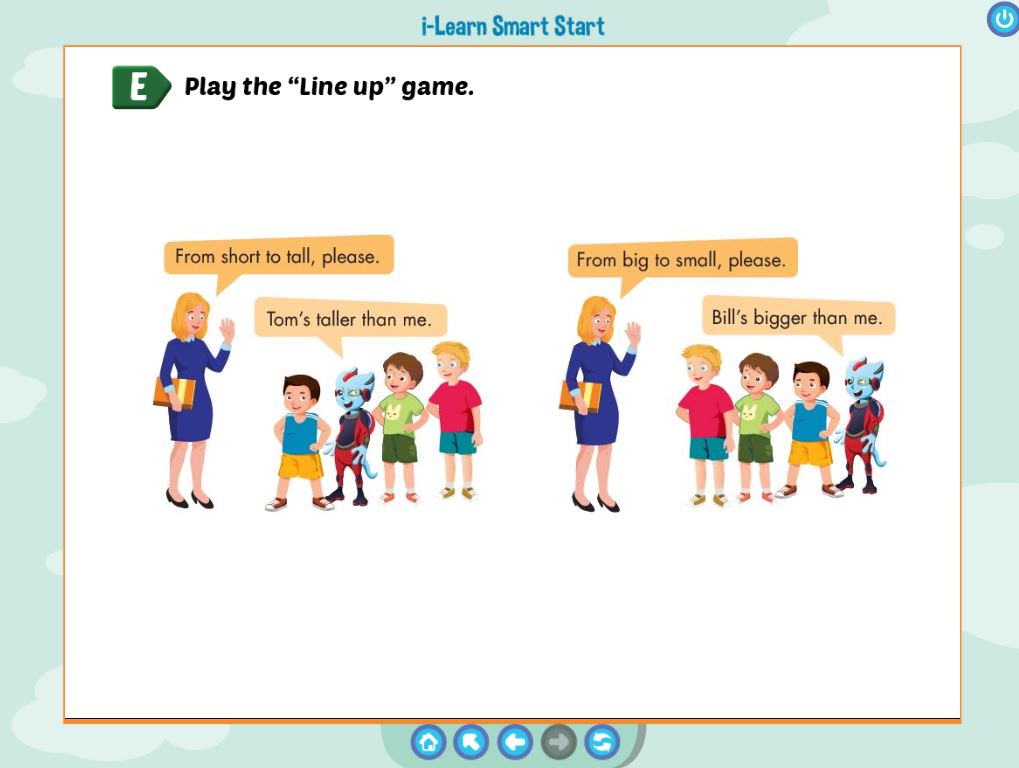 i-Learn Smart Start
E Play the “Line up” game.
From short to tall, please.
Tom’s taller than me.
From big to small, please.
Bill’s bigger than me.